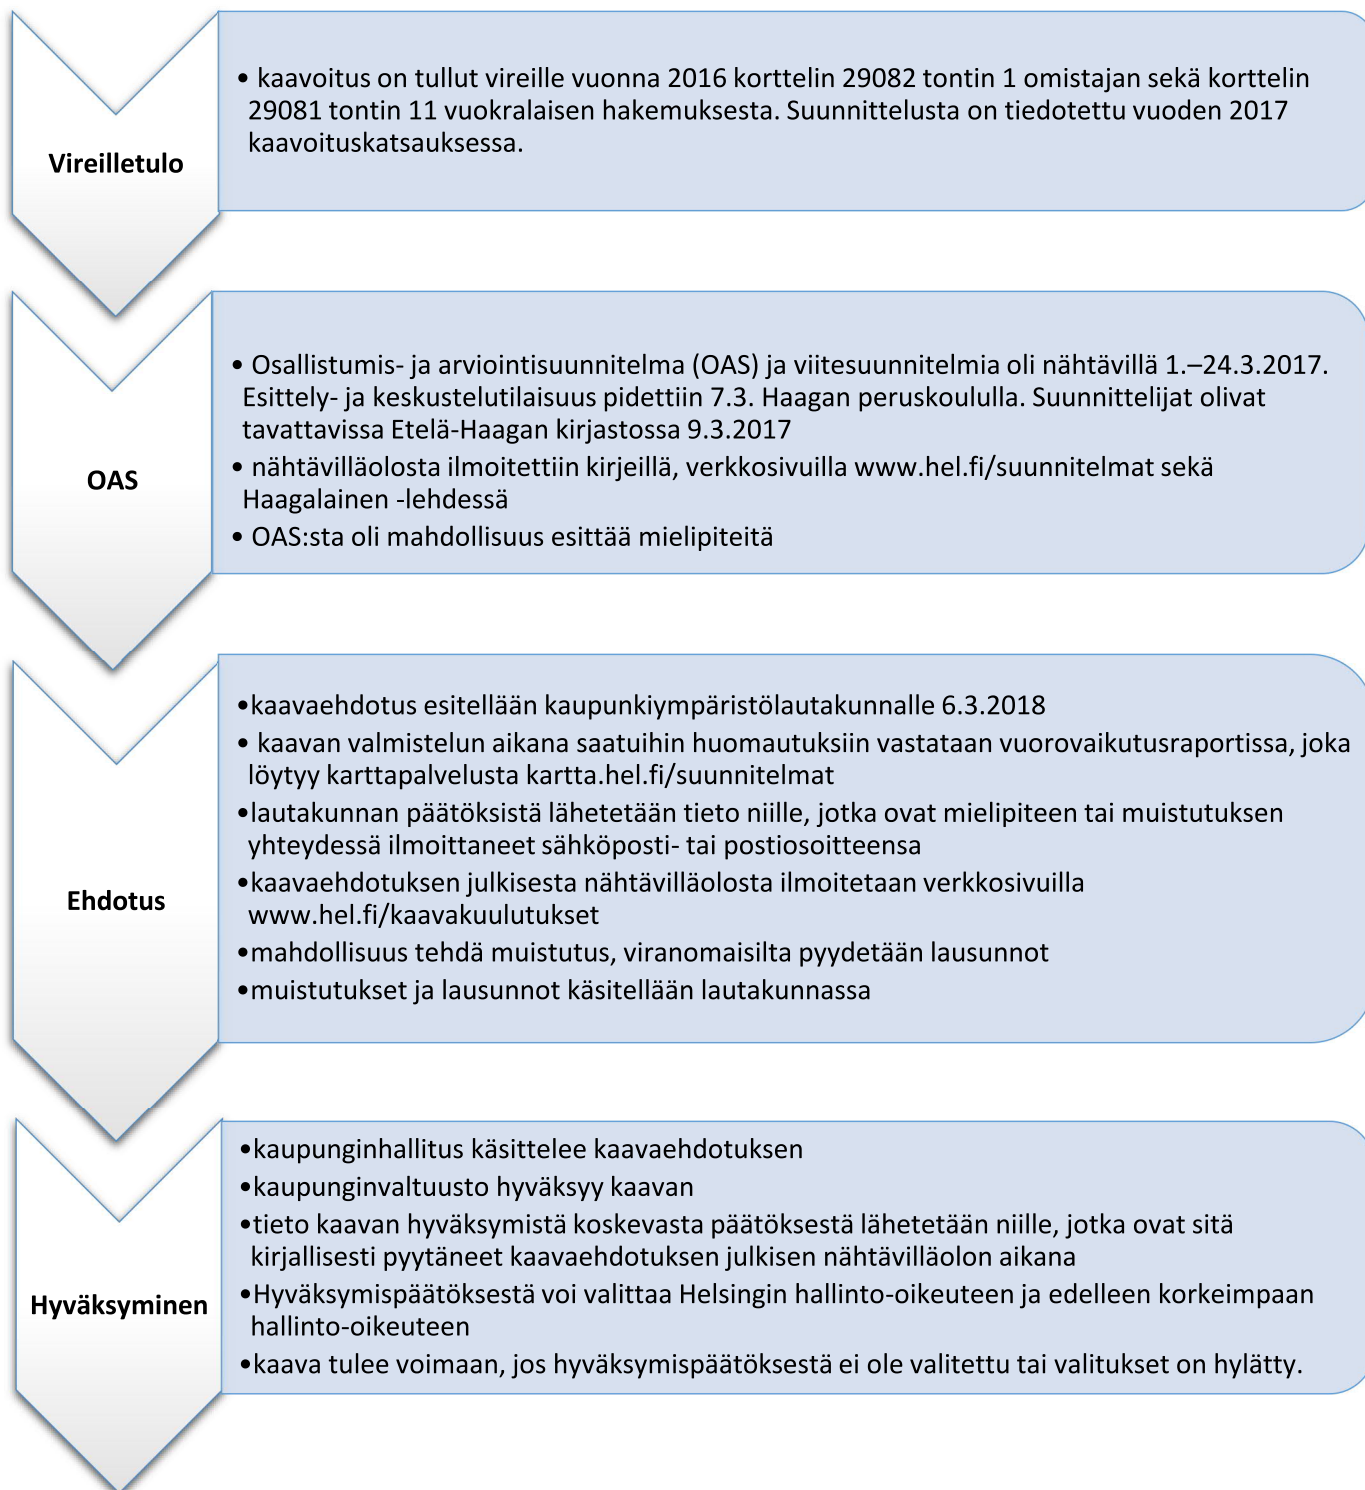 Vireilletulo
• kaavoitus on tullut vireille vuonna 2016 korttelin 29082 tontin 1 omistajan sekä korttelin
29081 tontin 11 vuokralaisen hakemuksesta. Suunnittelusta on tiedotettu vuoden 2017
kaavoituskatsauksessa.
OAS
• Osallistumis- ja arviointisuunnitelma (OAS) ja viitesuunnitelmia oli nähtävillä 1.–24.3.2017.
Esittely- ja keskustelutilaisuus pidettiin 7.3. Haagan peruskoululla. Suunnittelijat olivat
tavattavissa Etelä-Haagan kirjastossa 9.3.2017
• nähtävilläolosta ilmoitettiin kirjeillä, verkkosivuilla www.hel.fi/suunnitelmat sekä
Haagalainen -lehdessä
• OAS:sta oli mahdollisuus esittää mielipiteitä
Ehdotus
•kaavaehdotus esitellään kaupunkiympäristölautakunnalle 6.3.2018
• kaavan valmistelun aikana saatuihin huomautuksiin vastataan vuorovaikutusraportissa, joka
löytyy karttapalvelusta kartta.hel.fi/suunnitelmat
•lautakunnan päätöksistä lähetetään tieto niille, jotka ovat mielipiteen tai muistutuksen
yhteydessä ilmoittaneet sähköposti- tai postiosoitteensa
•kaavaehdotuksen julkisesta nähtävilläolosta ilmoitetaan verkkosivuilla
www.hel.fi/kaavakuulutukset
•mahdollisuus tehdä muistutus, viranomaisilta pyydetään lausunnot
•muistutukset ja lausunnot käsitellään lautakunnassa
Hyväksyminen
•kaupunginhallitus käsittelee kaavaehdotuksen
•kaupunginvaltuusto hyväksyy kaavan
•tieto kaavan hyväksymistä koskevasta päätöksestä lähetetään niille, jotka ovat sitä
kirjallisesti pyytäneet kaavaehdotuksen julkisen nähtävilläolon aikana
•Hyväksymispäätöksestä voi valittaa Helsingin hallinto-oikeuteen ja edelleen korkeimpaan
hallinto-oikeuteen
•kaava tulee voimaan, jos hyväksymispäätöksestä ei ole valitettu tai valitukset on hylätty.